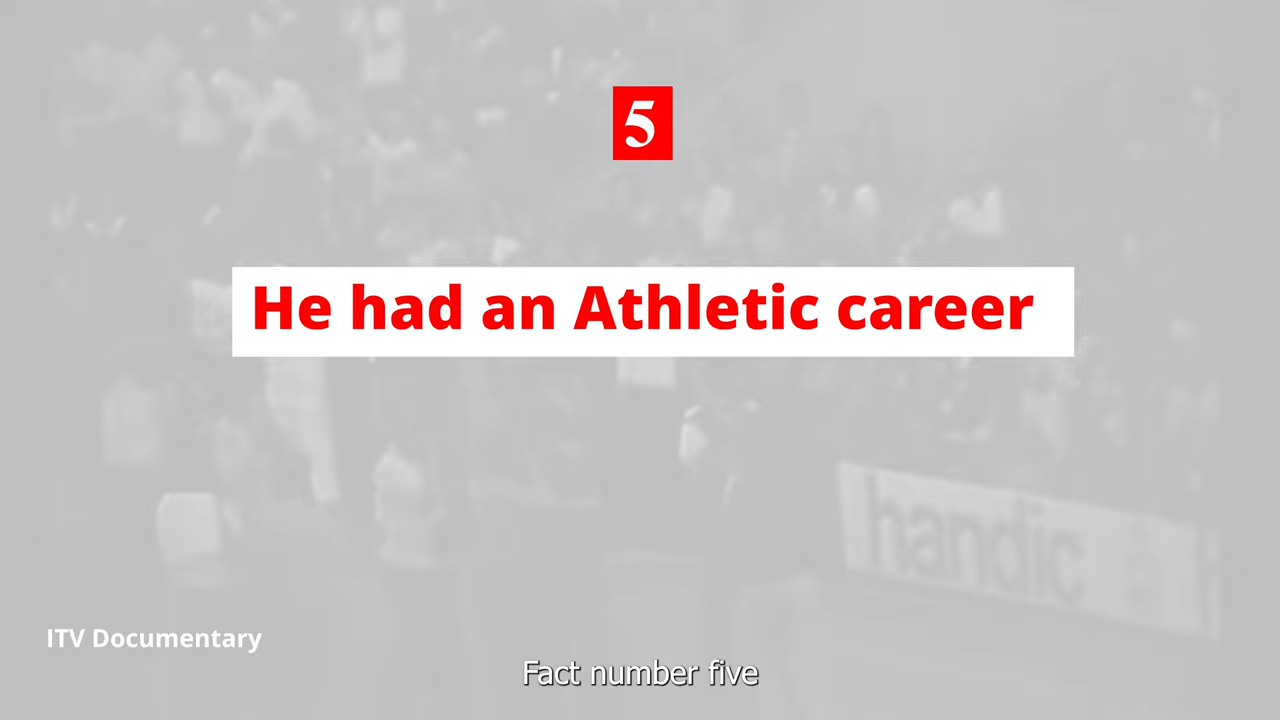 5
He had an Athletic career
handic
ITV Documentary
Fact number five